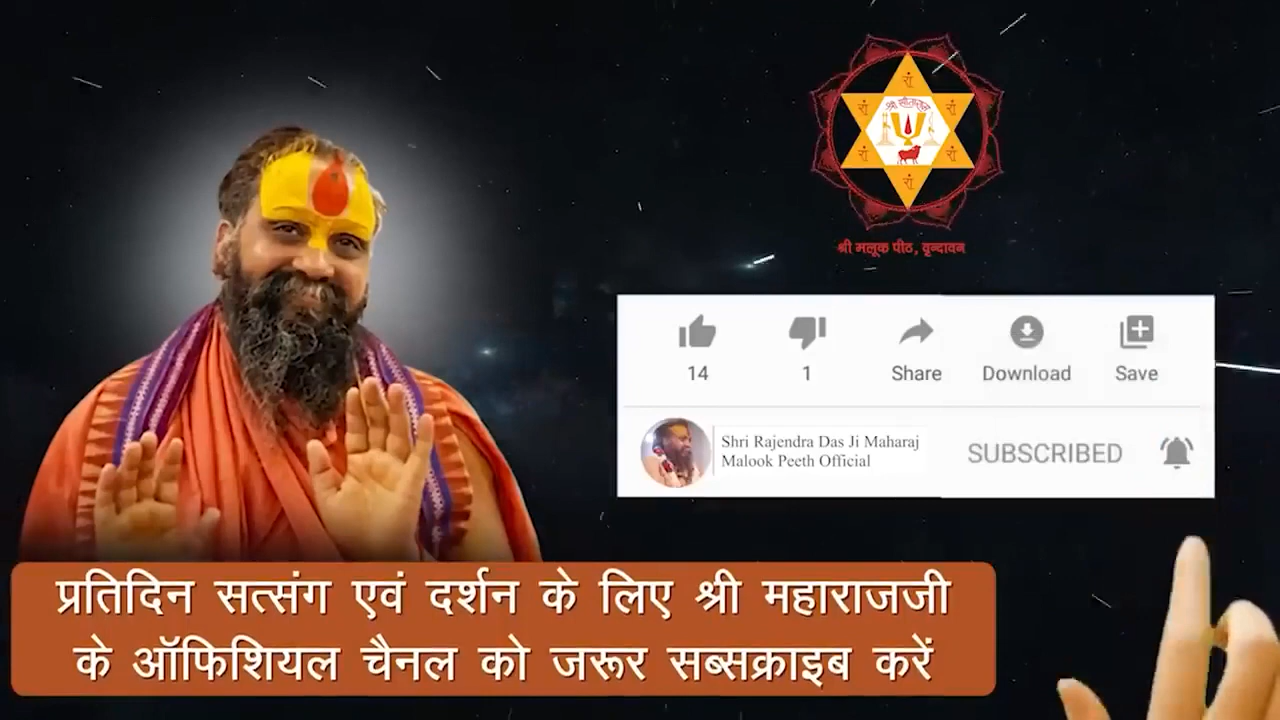 रां
रां
रां
श्री सीताराम
रां
रां
रां
श्री मलूक पीठ, वृन्दावन
14
1
Share
Download
Save
Shri Rajendra Das Ji Maharaj
Malook Peeth Official
SUBSCRIBED
प्रतिदिन सत्संग एवं दर्शन के लिए श्री महाराजजी
के ऑफिशियल चैनल को जरूर सब्सक्राइब करें